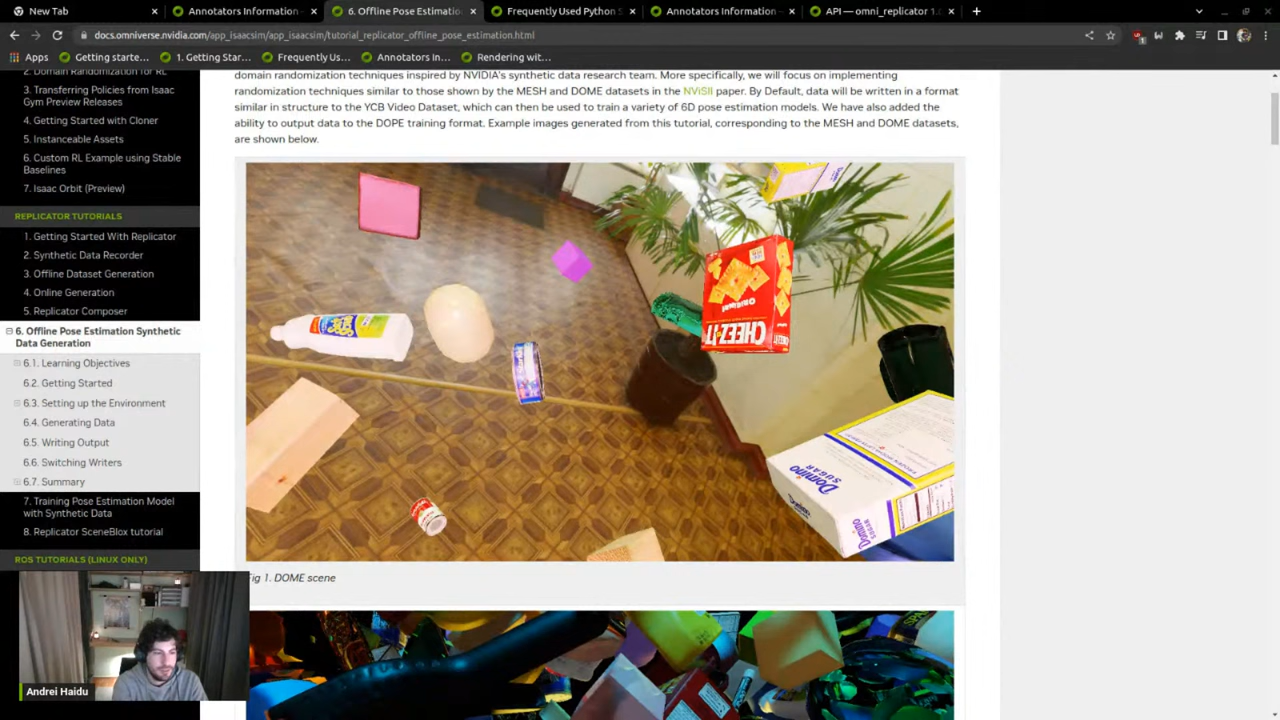 New Tab
Annotators Information
6. Offline Pose Estimatio
Frequently Used Python S
Annotators Information
API — omni_replicator 1.
docs.omniverse.nvidia.com/app_isaacsim/app_isaacsim/tutorial_replicator_offline_pose_estimation.html
Apps
Getting starte...
1. Getting Star...
Frequently Us...
Annotators In...
Rendering wit...
2. Domain Randomization for RL
3. Transferring Policies from Isaac
Gym Preview Releases
4. Getting Started with Cloner
5. Instanceable Assets
6. Custom RL Example using Stable
Baselines
7. Isaac Orbit (Preview)
REPLICATOR TUTORIALS
1. Getting Started With Replicator
2. Synthetic Data Recorder
3. Offline Dataset Generation
4. Online Generation
5. Replicator Composer
6. Offline Pose Estimation Synthetic
Data Generation
6.1. Learning Objectives
6.2. Getting Started
6.3. Setting up the Environment
6.4. Generating Data
6.5. Writing Output
6.6. Switching Writers
6.7. Summary
7. Training Pose Estimation Model
with Synthetic Data
8. Replicator SceneBlox tutorial
ROS TUTORIALS (LINUX ONLY)
domain randomization techniques inspired by NVIDIA's synthetic data research team. More specifically, we will focus on implementing
randomization techniques similar to those shown by the MESH and DOME datasets in the NViSII paper. By Default, data will be written in a format
similar in structure to the YCB Video Dataset, which can then be used to train a variety of 6D pose estimation models. We have also added the
ability to output data to the DOPE training format. Example images generated from this tutorial, corresponding to the MESH and DOME datasets,
are shown below.
CHEEZ-IT
ORIGINAL
Domino
SUGAR
Domino
SUGAR
Fig 1. DOME scene
Andrei Haidu